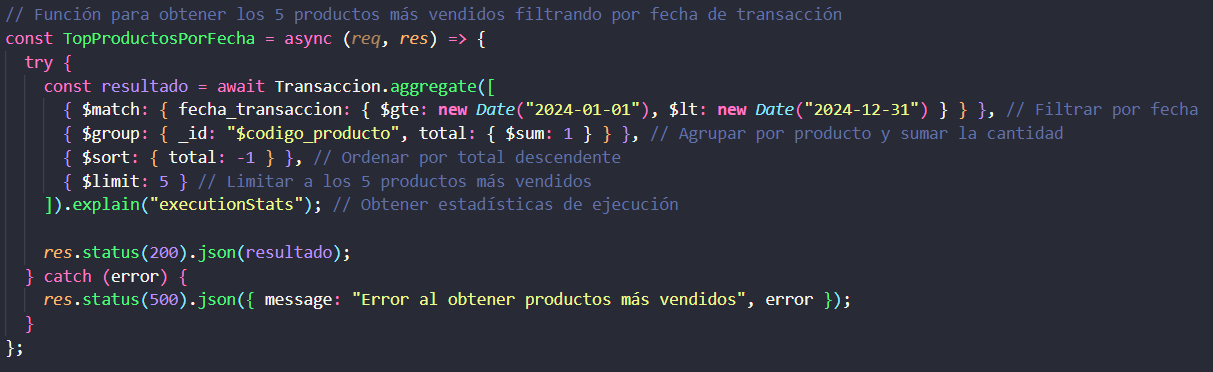 // Función para obtener los 5 productos más vendidos filtrando por fecha de transacción
const TopProductosPorFecha = async (req, res) => {
  try {
    const resultado = await Transaccion.aggregate([
      { $match: { fecha_transaccion: { $gte: new Date("2024-01-01"), $lt: new Date("2024-12-31") } } }, // Filtrar por fecha
      { $group: { _id: "$codigo_producto", total: { $sum: 1 } } }, // Agrupar por producto y sumar la cantidad
      { $sort: { total: -1 } }, // Ordenar por total descendente
      { $limit: 5 } // Limitar a los 5 productos más vendidos
    ]).explain("executionStats"); // Obtener estadísticas de ejecución

    res.status(200).json(resultado);
  } catch (error) {
    res.status(500).json({ message: "Error al obtener productos más vendidos", error });
  }
};